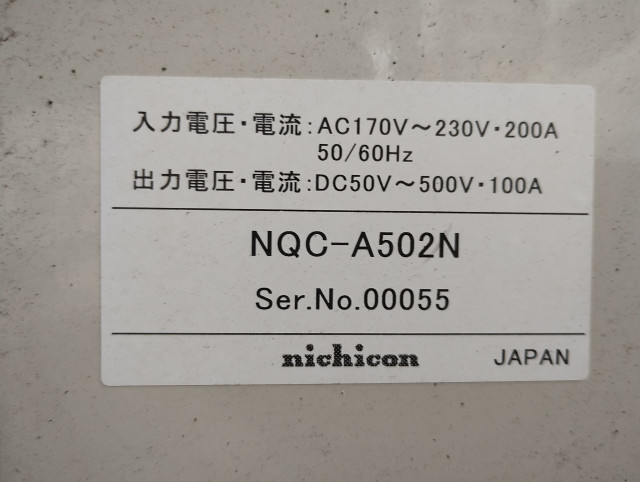 入力電圧・電流:AC170V～230V・200A
50/60Hz
出力電圧・電流:DC50V～500V・100A
NQC-A502N
Ser.No.00055
nichicon JAPAN